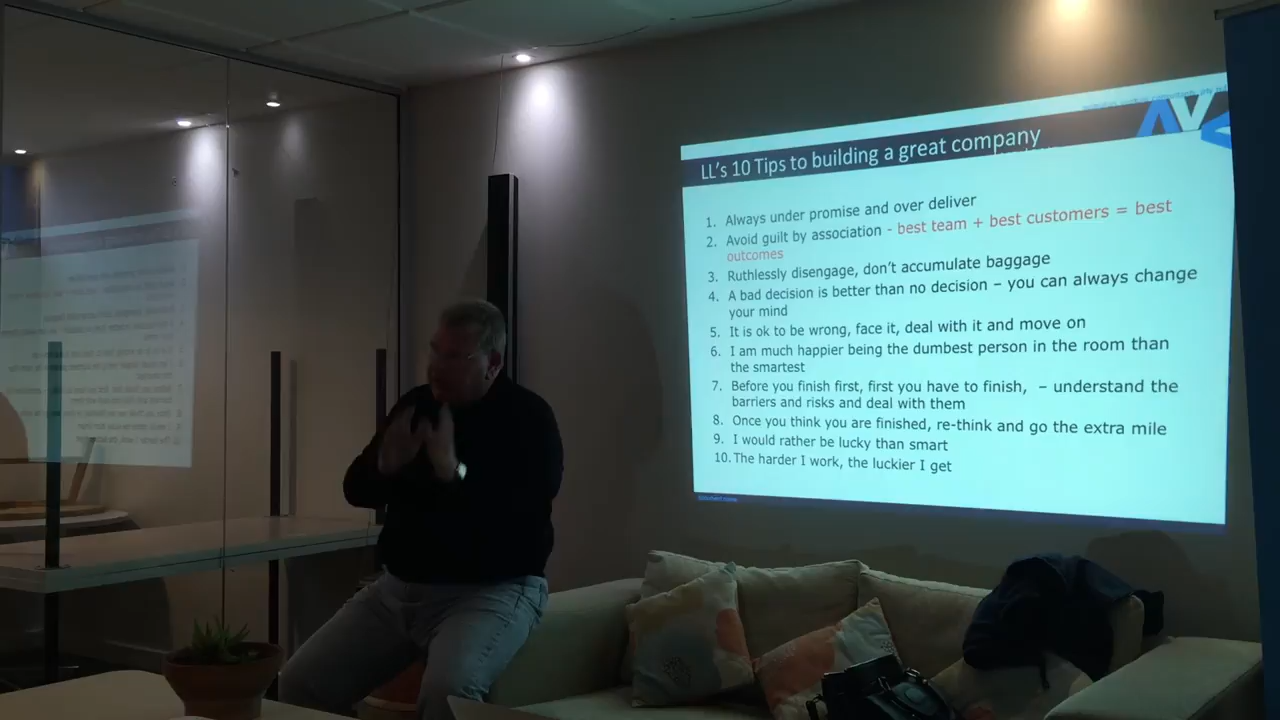 LL's 10 Tips to building a great company
1. Always under promise and over deliver
2. Avoid guilt by association - best team + best customers = best
outcomes
3. Ruthlessly disengage, don't accumulate baggage
4. A bad decision is better than no decision – you can always change
your mind
5. It is ok to be wrong, face it, deal with it and move on
6. I am much happier being the dumbest person in the room than
the smartest
7. Before you finish first, first you have to finish, – understand the
barriers and risks and deal with them
8. Once you think you are finished, re-think and go the extra mile
9. I would rather be lucky than smart
10. The harder I work, the luckier I get